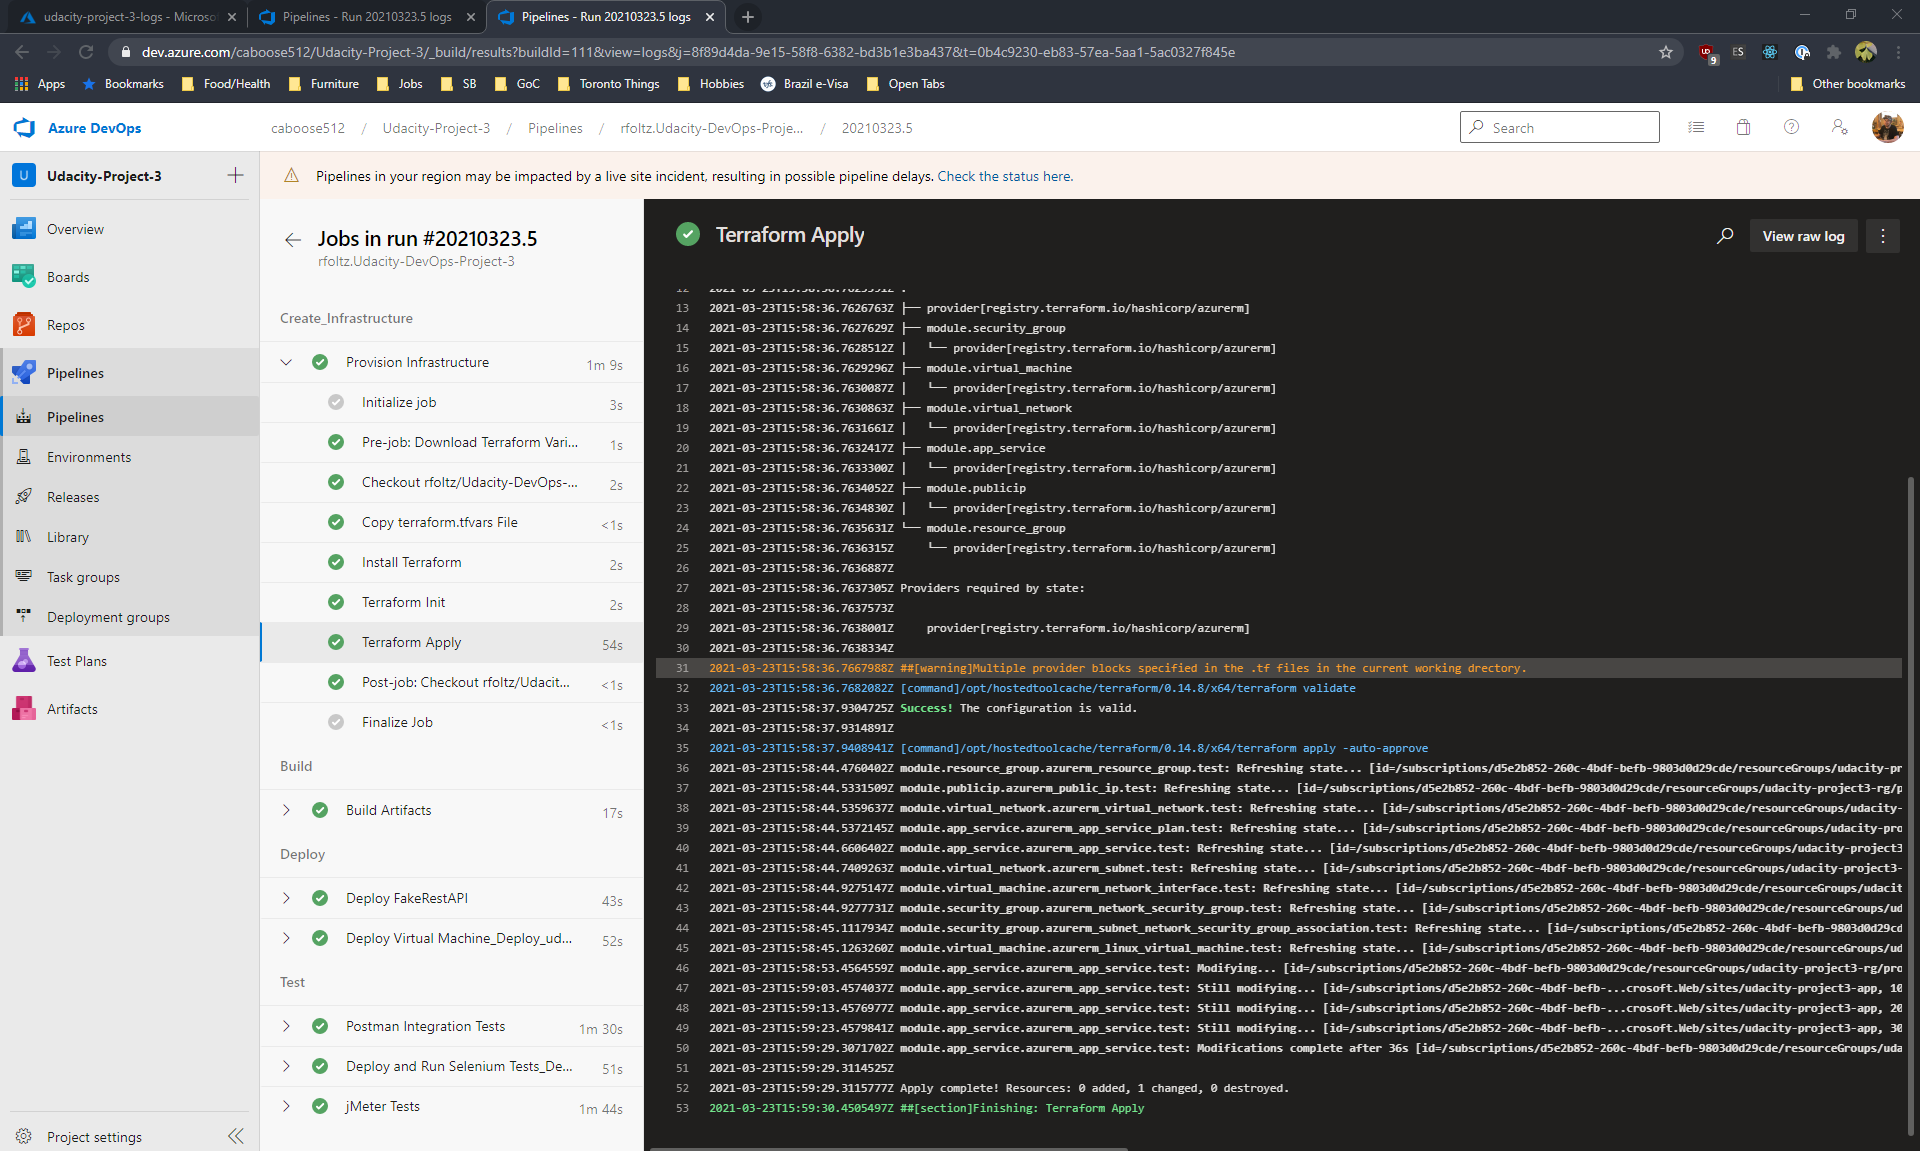 udacity-project-3-logs - Microso
Pipelines - Run 20210323.5 logs
Pipelines - Run 20210323.5 logs
dev.azure.com/caboose512/Udacity-Project-3/_build/results?buildId=111&view=logs&j=8f89d4da-9e15-58f8-6382-bd3b1e3ba437&t=0b4c9230-eb83-57ea-5aa1-5ac0327f845e
9
ES
Apps Bookmarks Food/Health Furniture Jobs SB GoC Toronto Things Hobbies Brazil e-Visa Open Tabs Other bookmarks
Azure DevOps
caboose512 / Udacity-Project-3 / Pipelines / rfoltz.Udacity-DevOps-Proje... / 20210323.5
Search
U Udacity-Project-3
Overview
Boards
Repos
Pipelines
Pipelines
Environments
Releases
Library
Task groups
Deployment groups
Test Plans
Artifacts
Project settings
Pipelines in your region may be impacted by a live site incident, resulting in possible pipeline delays. Check the status here.
Jobs in run #20210323.5
rfoltz.Udacity-DevOps-Project-3
Create_Infrastructure
Provision Infrastructure 1m 9s
Initialize job 3s
Pre-job: Download Terraform Vari... 1s
Checkout rfoltz/Udacity-DevOps-... 2s
Copy terraform.tfvars File <1s
Install Terraform 2s
Terraform Init 2s
Terraform Apply 54s
Post-job: Checkout rfoltz/Udacit... <1s
Finalize Job <1s
Build
Build Artifacts 17s
Deploy
Deploy FakeRestAPI 43s
Deploy Virtual Machine_Deploy_ud... 52s
Test
Postman Integration Tests 1m 30s
Deploy and Run Selenium Tests_De... 51s
jMeter Tests 1m 44s
Terraform Apply
View raw log
13 2021-03-23T15:58:36.7626763Z ├── provider[registry.terraform.io/hashicorp/azurerm]
14 2021-03-23T15:58:36.7627629Z ├── module.security_group
15 2021-03-23T15:58:36.7628512Z │   └── provider[registry.terraform.io/hashicorp/azurerm]
16 2021-03-23T15:58:36.7629296Z ├── module.virtual_machine
17 2021-03-23T15:58:36.7630087Z │   └── provider[registry.terraform.io/hashicorp/azurerm]
18 2021-03-23T15:58:36.7630863Z ├── module.virtual_network
19 2021-03-23T15:58:36.7631661Z │   └── provider[registry.terraform.io/hashicorp/azurerm]
20 2021-03-23T15:58:36.7632417Z ├── module.app_service
21 2021-03-23T15:58:36.7633300Z │   └── provider[registry.terraform.io/hashicorp/azurerm]
22 2021-03-23T15:58:36.7634052Z ├── module.publicip
23 2021-03-23T15:58:36.7634830Z │   └── provider[registry.terraform.io/hashicorp/azurerm]
24 2021-03-23T15:58:36.7635631Z └── module.resource_group
25 2021-03-23T15:58:36.7636315Z     └── provider[registry.terraform.io/hashicorp/azurerm]
26 2021-03-23T15:58:36.7636887Z
27 2021-03-23T15:58:36.7637305Z Providers required by state:
28 2021-03-23T15:58:36.7637573Z
29 2021-03-23T15:58:36.7638001Z     provider[registry.terraform.io/hashicorp/azurerm]
30 2021-03-23T15:58:36.7638334Z
31 2021-03-23T15:58:36.7667988Z ##[warning]Multiple provider blocks specified in the .tf files in the current working drectory.
32 2021-03-23T15:58:36.7682082Z [command]/opt/hostedtoolcache/terraform/0.14.8/x64/terraform validate
33 2021-03-23T15:58:37.9304725Z Success! The configuration is valid.
34 2021-03-23T15:58:37.9314891Z
35 2021-03-23T15:58:37.9408941Z [command]/opt/hostedtoolcache/terraform/0.14.8/x64/terraform apply -auto-approve
36 2021-03-23T15:58:44.4760402Z module.resource_group.azurerm_resource_group.test: Refreshing state... [id=/subscriptions/d5e2b852-260c-4bdf-befb-9803d0d29cde/resourceGroups/udacity-pr
37 2021-03-23T15:58:44.5331509Z module.publicip.azurerm_public_ip.test: Refreshing state... [id=/subscriptions/d5e2b852-260c-4bdf-befb-9803d0d29cde/resourceGroups/udacity-project3-rg/p
38 2021-03-23T15:58:44.5359637Z module.virtual_network.azurerm_virtual_network.test: Refreshing state... [id=/subscriptions/d5e2b852-260c-4bdf-befb-9803d0d29cde/resourceGroups/udacity-
39 2021-03-23T15:58:44.5372145Z module.app_service.azurerm_app_service_plan.test: Refreshing state... [id=/subscriptions/d5e2b852-260c-4bdf-befb-9803d0d29cde/resourceGroups/udacity-pro
40 2021-03-23T15:58:44.6606402Z module.app_service.azurerm_app_service.test: Refreshing state... [id=/subscriptions/d5e2b852-260c-4bdf-befb-9803d0d29cde/resourceGroups/udacity-project3
41 2021-03-23T15:58:44.7409263Z module.virtual_network.azurerm_subnet.test: Refreshing state... [id=/subscriptions/d5e2b852-260c-4bdf-befb-9803d0d29cde/resourceGroups/udacity-project3-
42 2021-03-23T15:58:44.9275147Z module.virtual_machine.azurerm_network_interface.test: Refreshing state... [id=/subscriptions/d5e2b852-260c-4bdf-befb-9803d0d29cde/resourceGroups/udacit
43 2021-03-23T15:58:44.9277731Z module.security_group.azurerm_network_security_group.test: Refreshing state... [id=/subscriptions/d5e2b852-260c-4bdf-befb-9803d0d29cde/resourceGroups/ud
44 2021-03-23T15:58:45.1117934Z module.security_group.azurerm_subnet_network_security_group_association.test: Refreshing state... [id=/subscriptions/d5e2b852-260c-4bdf-befb-9803d0d29cd
45 2021-03-23T15:58:45.1263260Z module.virtual_machine.azurerm_linux_virtual_machine.test: Refreshing state... [id=/subscriptions/d5e2b852-260c-4bdf-befb-9803d0d29cde/resourceGroups/ud
46 2021-03-23T15:58:53.4564559Z module.app_service.azurerm_app_service.test: Modifying... [id=/subscriptions/d5e2b852-260c-4bdf-befb-9803d0d29cde/resourceGroups/udacity-project3-rg/pro
47 2021-03-23T15:59:03.4574037Z module.app_service.azurerm_app_service.test: Still modifying... [id=/subscriptions/d5e2b852-260c-4bdf-befb-...crosoft.Web/sites/udacity-project3-app, 10
48 2021-03-23T15:59:13.4576977Z module.app_service.azurerm_app_service.test: Still modifying... [id=/subscriptions/d5e2b852-260c-4bdf-befb-...crosoft.Web/sites/udacity-project3-app, 20
49 2021-03-23T15:59:23.4579841Z module.app_service.azurerm_app_service.test: Still modifying... [id=/subscriptions/d5e2b852-260c-4bdf-befb-...crosoft.Web/sites/udacity-project3-app, 30
50 2021-03-23T15:59:29.3071702Z module.app_service.azurerm_app_service.test: Modifications complete after 36s [id=/subscriptions/d5e2b852-260c-4bdf-befb-9803d0d29cde/resourceGroups/uda
51 2021-03-23T15:59:29.3114525Z
52 2021-03-23T15:59:29.3115777Z Apply complete! Resources: 0 added, 1 changed, 0 destroyed.
53 2021-03-23T15:59:30.4505497Z ##[section]Finishing: Terraform Apply